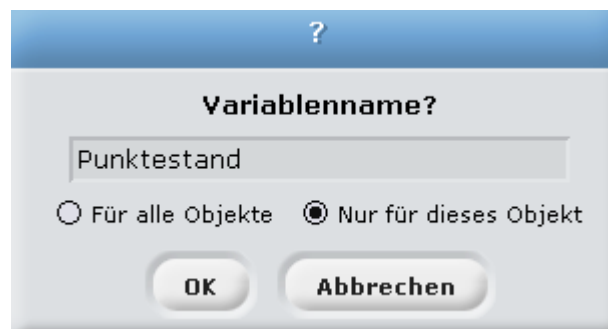 ?
Variablenname?
Punktestand
Für alle Objekte Nur für dieses Objekt
OK Abbrechen